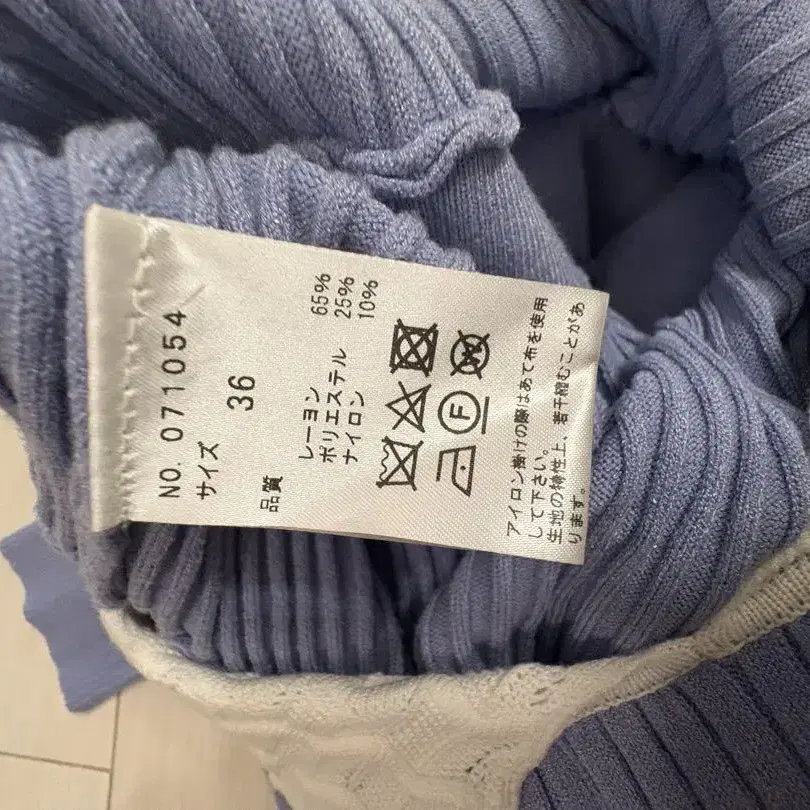 NO. 071054
サイズ
36
品質
レーヨン 65%
ポリエステル 25%
ナイロン 10%
F
W
アイロン掛けの際はあて布を使用
して下さい。
生地の特性上、若干縮むことがあ
ります。